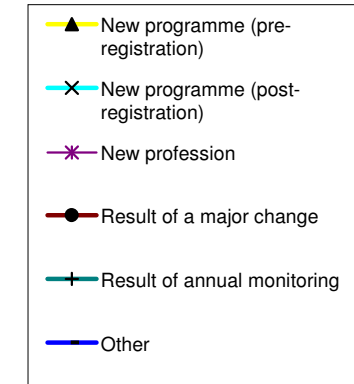 New programme (pre-
registration)
New programme (post-
registration)
New profession
Result of a major change
Result of annual monitoring
Other